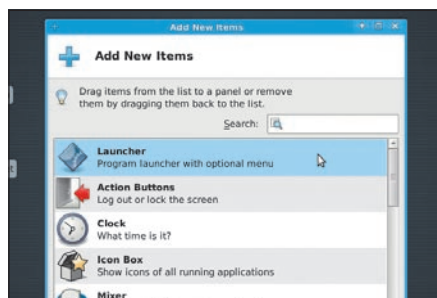 Add New Items
Add New Items
Drag items from the list to a panel or remove
them by dragging them back to the list.
Search:
Launcher
Program launcher with optional menu
Action Buttons
Log out or lock the screen
Clock
What time is it?
Icon Box
Show icons of all running applications
Mixer